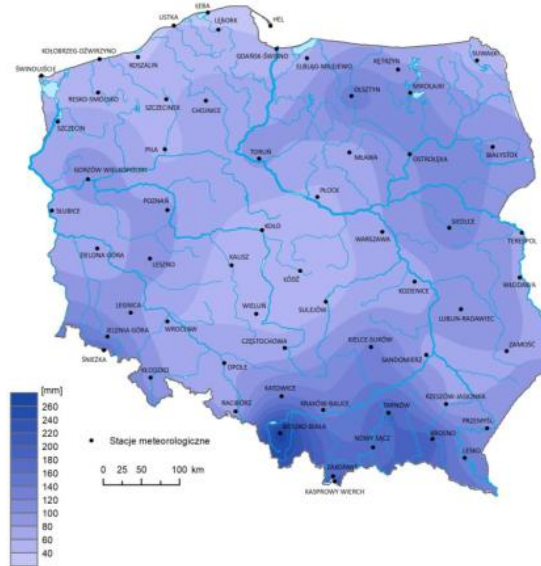 ŁEBA
USTKA
LĘBORK
HEL
KOŁOBRZEG-DŹWIRZYNO
KOSZALIN
GDAŃSK-ŚWIBNO
ELBLĄG-MILEJEWO
KĘTRZYN
SUWAŁKI
ŚWINOUJŚCIE
RESKO-SMÓLSKO
SZCZECINEK
CHOJNICE
OLSZTYN
MIKOŁAJKI
SZCZECIN
PIŁA
TORUŃ
MŁAWA
OSTROŁĘKA
BIAŁYSTOK
GORZÓW WIELKOPOLSKI
PŁOCK
SŁUBICE
POZNAŃ
KOŁO
WARSZAWA
SIEDLCE
TERESPOL
ZIELONA GÓRA
LESZNO
KALISZ
ŁÓDŹ
KOZIENICE
WŁODAWA
LEGNICA
WIELUŃ
SULEJÓW
LUBLIN-RADAWIEC
JELENIA GÓRA
WROCŁAW
CZĘSTOCHOWA
KIELCE-SUKÓW
ZAMOŚĆ
ŚNIEŻKA
KŁODZKO
OPOLE
SANDOMIERZ
KATOWICE
RACIBÓRZ
KRAKÓW-BALICE
TARNÓW
RZESZÓW-JASIONKA
PRZEMYŚL
BIELSKO-BIAŁA
NOWY SĄCZ
KROSNO
LESKO
ZAKOPANE
KASPROWY WIERCH
[mm]
260
240
220
200
180
160
140
120
100
80
60
40
Stacje meteorologiczne
0 25 50 100 km